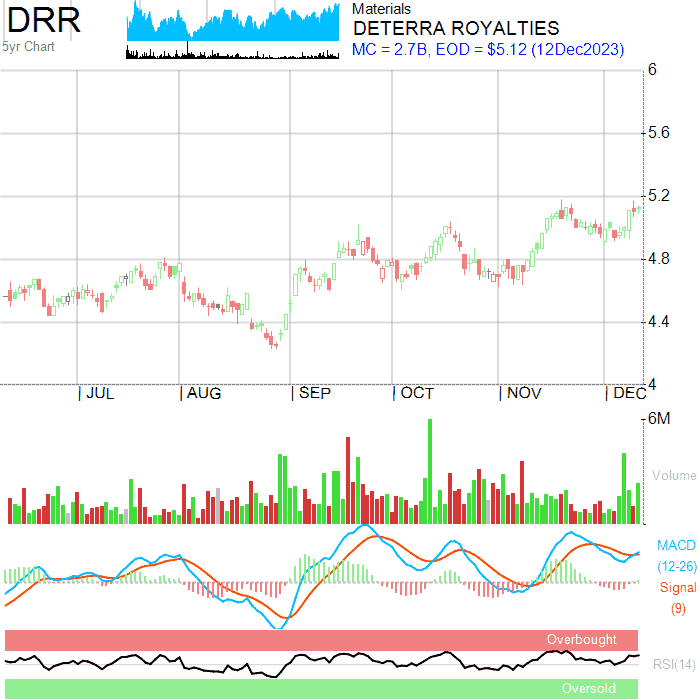 DRR
5yr Chart
Materials
DETERRA ROYALTIES
MC = 2.7B, EOD = $5.12 (12Dec2023)
6
5.6
5.2
4.8
4.4
4
JUL AUG SEP OCT NOV DEC
6M
Volume
MACD
(12-26)
Signal
(9)
Overbought
RSI(14)
Oversold